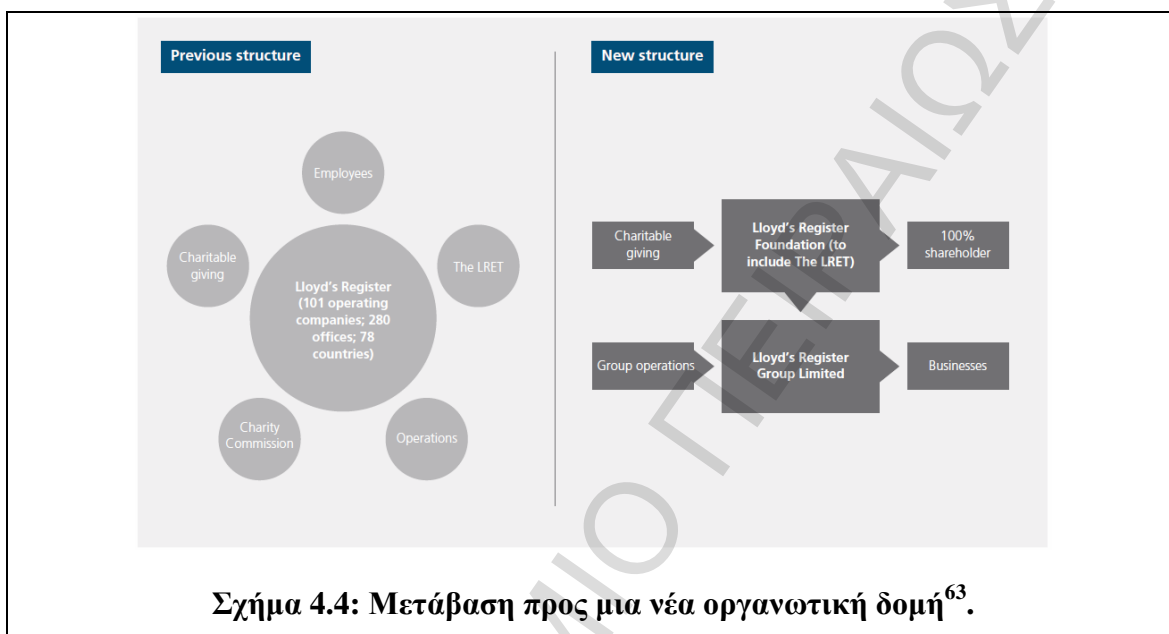 Previous structure
Employees
Charitable
giving
The LRET
Lloyd's Register
(101 operating
companies; 280
offices; 78
countries)
Charity
Commission
Operations
New structure
Charitable
giving
Lloyd's Register
Foundation (to
include The LRET)
100%
shareholder
Group operations
Lloyd's Register
Group Limited
Businesses
Σχήμα 4.4: Μετάβαση προς μια νέα οργανωτική δομή63.
ΜΙΟ ΠΕΙΡΑΙΩΣ